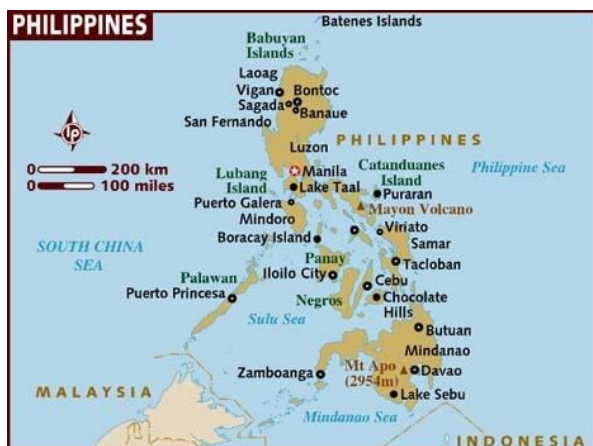 PHILIPPINES
Batenes Islands
Babuyan
Islands
Laoag
Vigan
Bontoc
Sagada
Banaue
San Fernando
Luzon
PHILIPPINES
lp
0 200 km
0 100 miles
Manila
Catanduanes
Island
Philippine Sea
Lubang
Island
Lake Taal
Puraran
Puerto Galera
Mayon Volcano
Mindoro
Viriato
SOUTH CHINA
SEA
Boracay Island
Samar
Panay
Tacloban
Palawan
Iloilo City
Cebu
Puerto Princesa
Negros
Chocolate
Hills
Sulu Sea
Butuan
Mindanao
Zamboanga
Mt Apo
(2954m)
Davao
MALAYSIA
Lake Sebu
Mindanao Sea
INDONESIA